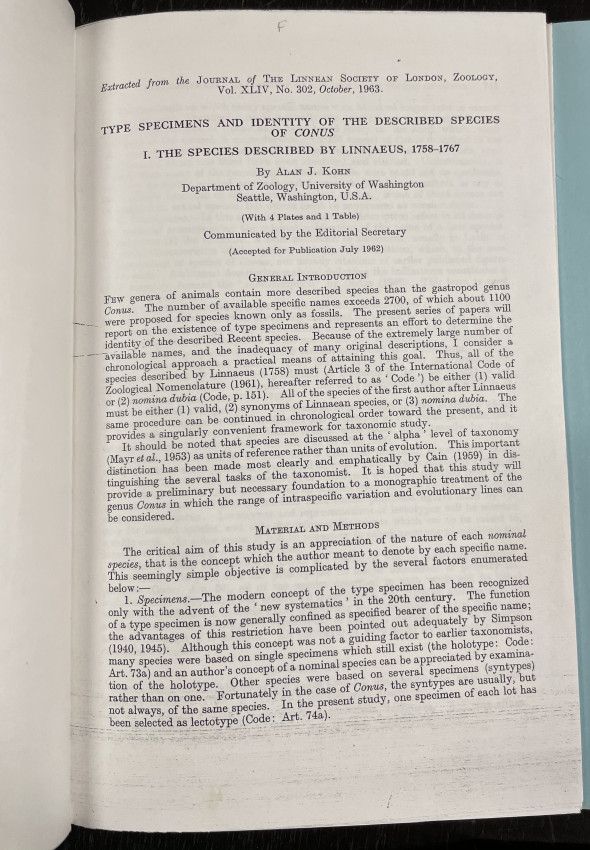 F
Extracted from the JOURNAL of THE LINNEAN SOCIETY OF LONDON, ZOOLOGY,
Vol. XLIV, No. 302, October, 1963.
TYPE SPECIMENS AND IDENTITY OF THE DESCRIBED SPECIES
OF CONUS
I. THE SPECIES DESCRIBED BY LINNAEUS, 1758–1767
By ALAN J. KOHN
Department of Zoology, University of Washington
Seattle, Washington, U.S.A.
(With 4 Plates and 1 Table)
Communicated by the Editorial Secretary
(Accepted for Publication July 1962)
GENERAL INTRODUCTION
FEW genera of animals contain more described species than the gastropod genus
Conus. The number of available specific names exceeds 2700, of which about 1100
were proposed for species known only as fossils. The present series of papers will
report on the existence of type specimens and represents an effort to determine the
identity of the described Recent species. Because of the extremely large number of
available names, and the inadequacy of many original descriptions, I consider a
chronological approach a practical means of attaining this goal. Thus, all of the
species described by Linnaeus (1758) must (Article 3 of the International Code of
Zoological Nomenclature (1961), hereafter referred to as ‘ Code ’) be either (1) valid
or (2) nomina dubia (Code, p. 151). All of the species of the first author after Linnaeus
must be either (1) valid, (2) synonyms of Linnaean species, or (3) nomina dubia. The
same procedure can be continued in chronological order toward the present, and it
provides a singularly convenient framework for taxonomic study.
It should be noted that species are discussed at the ‘ alpha ’ level of taxonomy
(Mayr et al., 1953) as units of reference rather than units of evolution. This important
distinction has been made most clearly and emphatically by Cain (1959) in dis-
tinguishing the several tasks of the taxonomist. It is hoped that this study will
provide a preliminary but necessary foundation to a monographic treatment of the
genus Conus in which the range of intraspecific variation and evolutionary lines can
be considered.
MATERIAL AND METHODS
The critical aim of this study is an appreciation of the nature of each nominal
species, that is the concept which the author meant to denote by each specific name.
This seemingly simple objective is complicated by the several factors enumerated
below:—
1. Specimens.—The modern concept of the type specimen has been recognized
only with the advent of the ‘ new systematics ’ in the 20th century. The function
of a type specimen is now generally confined as specified bearer of the specific name;
the advantages of this restriction have been pointed out adequately by Simpson
(1940, 1945). Although this concept was not a guiding factor to earlier taxonomists,
many species were based on single specimens which still exist (the holotype: Code:
Art. 73a) and an author's concept of a nominal species can be appreciated by examina-
tion of the holotype. Other species were based on several specimens (syntypes)
rather than on one. Fortunately in the case of Conus, the syntypes are usually, but
not always, of the same species. In the present study, one specimen of each lot has
been selected as lectotype (Code: Art. 74a).